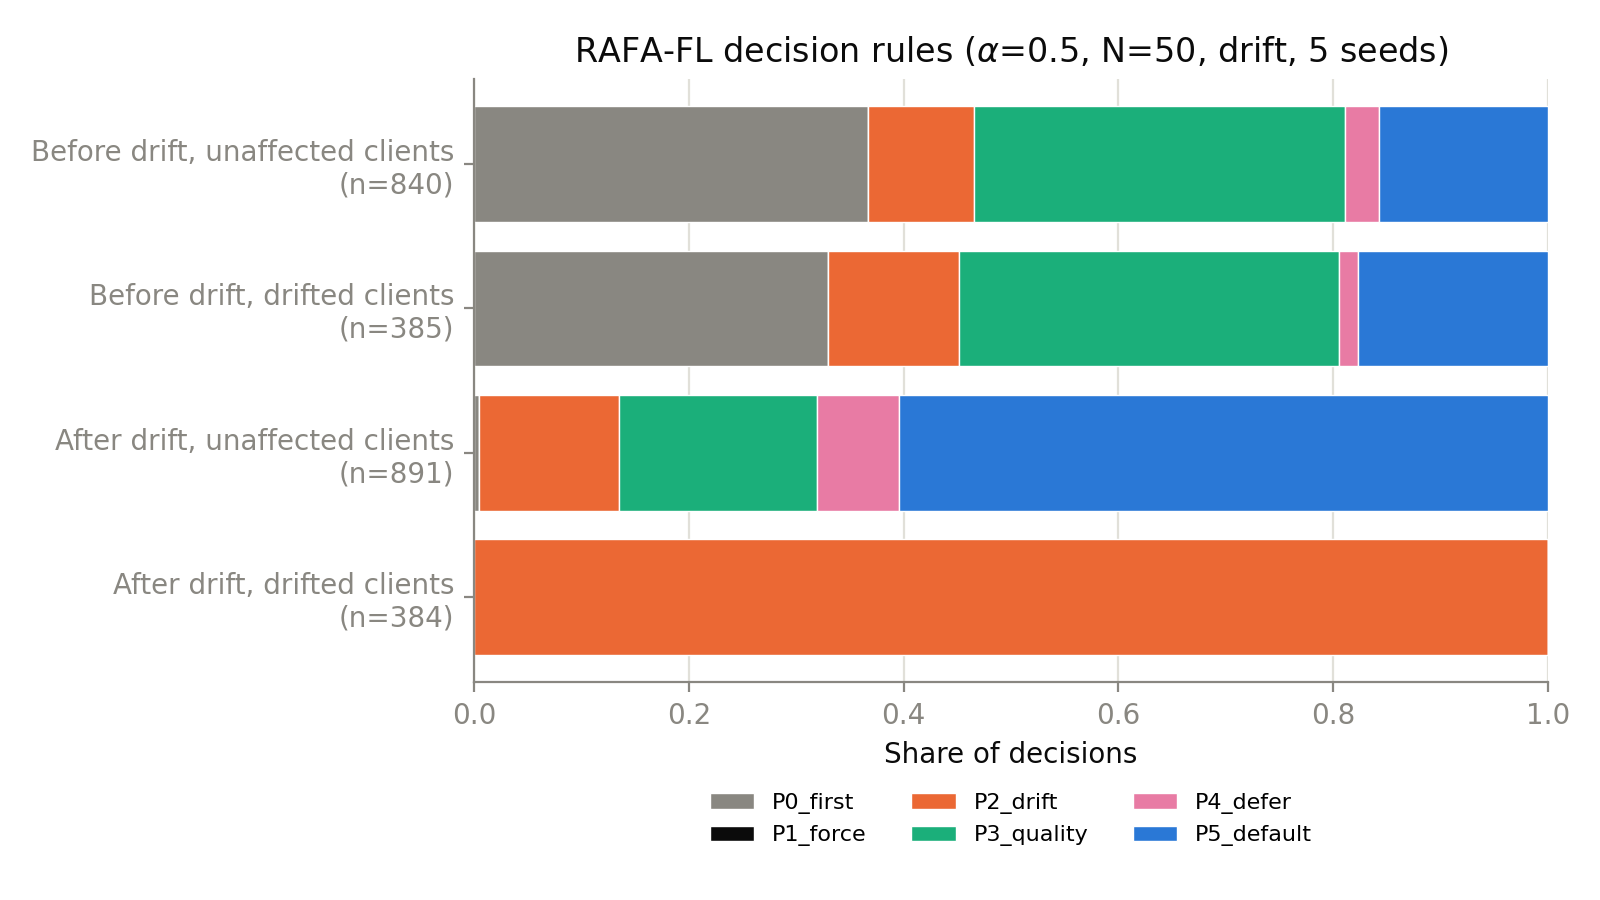 RAFA-FL decision rules (α=0.5, N=50, drift, 5 seeds)
Before drift, unaffected clients
(n=840)
Before drift, drifted clients
(n=385)
After drift, unaffected clients
(n=891)
After drift, drifted clients
(n=384)
0.0 0.2 0.4 0.6 0.8 1.0
Share of decisions
P0_first P2_drift P4_defer
P1_force P3_quality P5_default